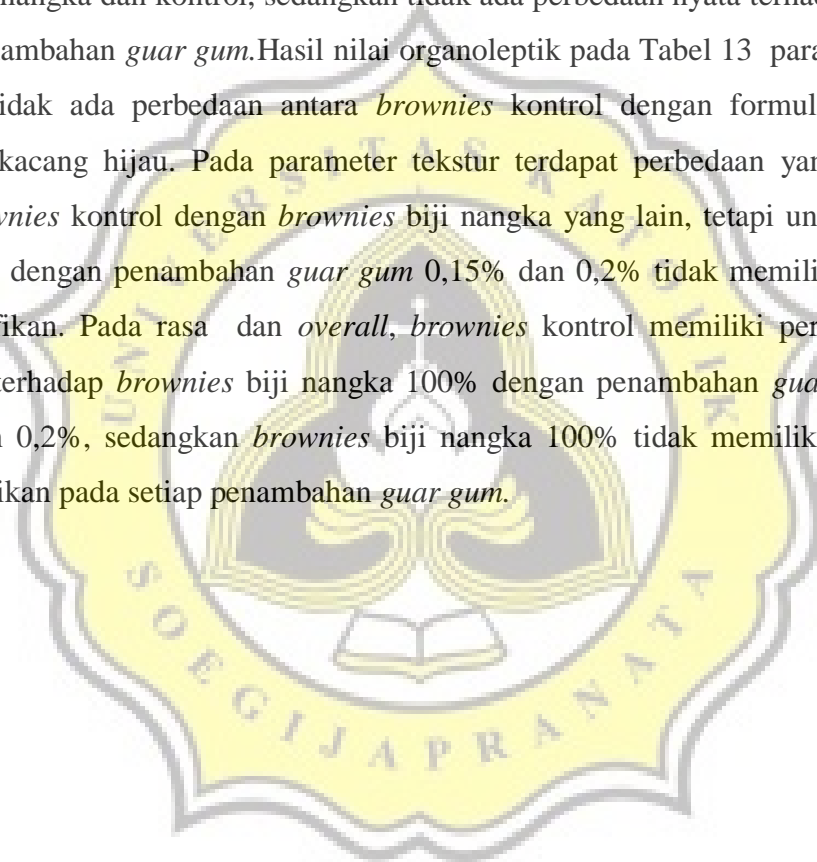 nangka dan kontrol, sedangkan tidak ada perbedaan nyata
ambahan guar gum.Hasil nilai organoleptik pada Tabel 13 para
idak ada perbedaan antara brownies kontrol dengan formul
kacang hijau. Pada parameter tekstur terdapat perbedaan yan
wnies kontrol dengan brownies biji nangka yang lain, tetapi un
dengan penambahan guar gum 0,15% dan 0,2% tidak memili
fikan. Pada rasa dan overall, brownies kontrol memiliki per
terhadap brownies biji nangka 100% dengan penambahan gua
n 0,2%, sedangkan brownies biji nangka 100% tidak memilik
ikan pada setiap penambahan guar gum.
UNIVERSITAS KATOLIK
SOEGIJAPRANATA